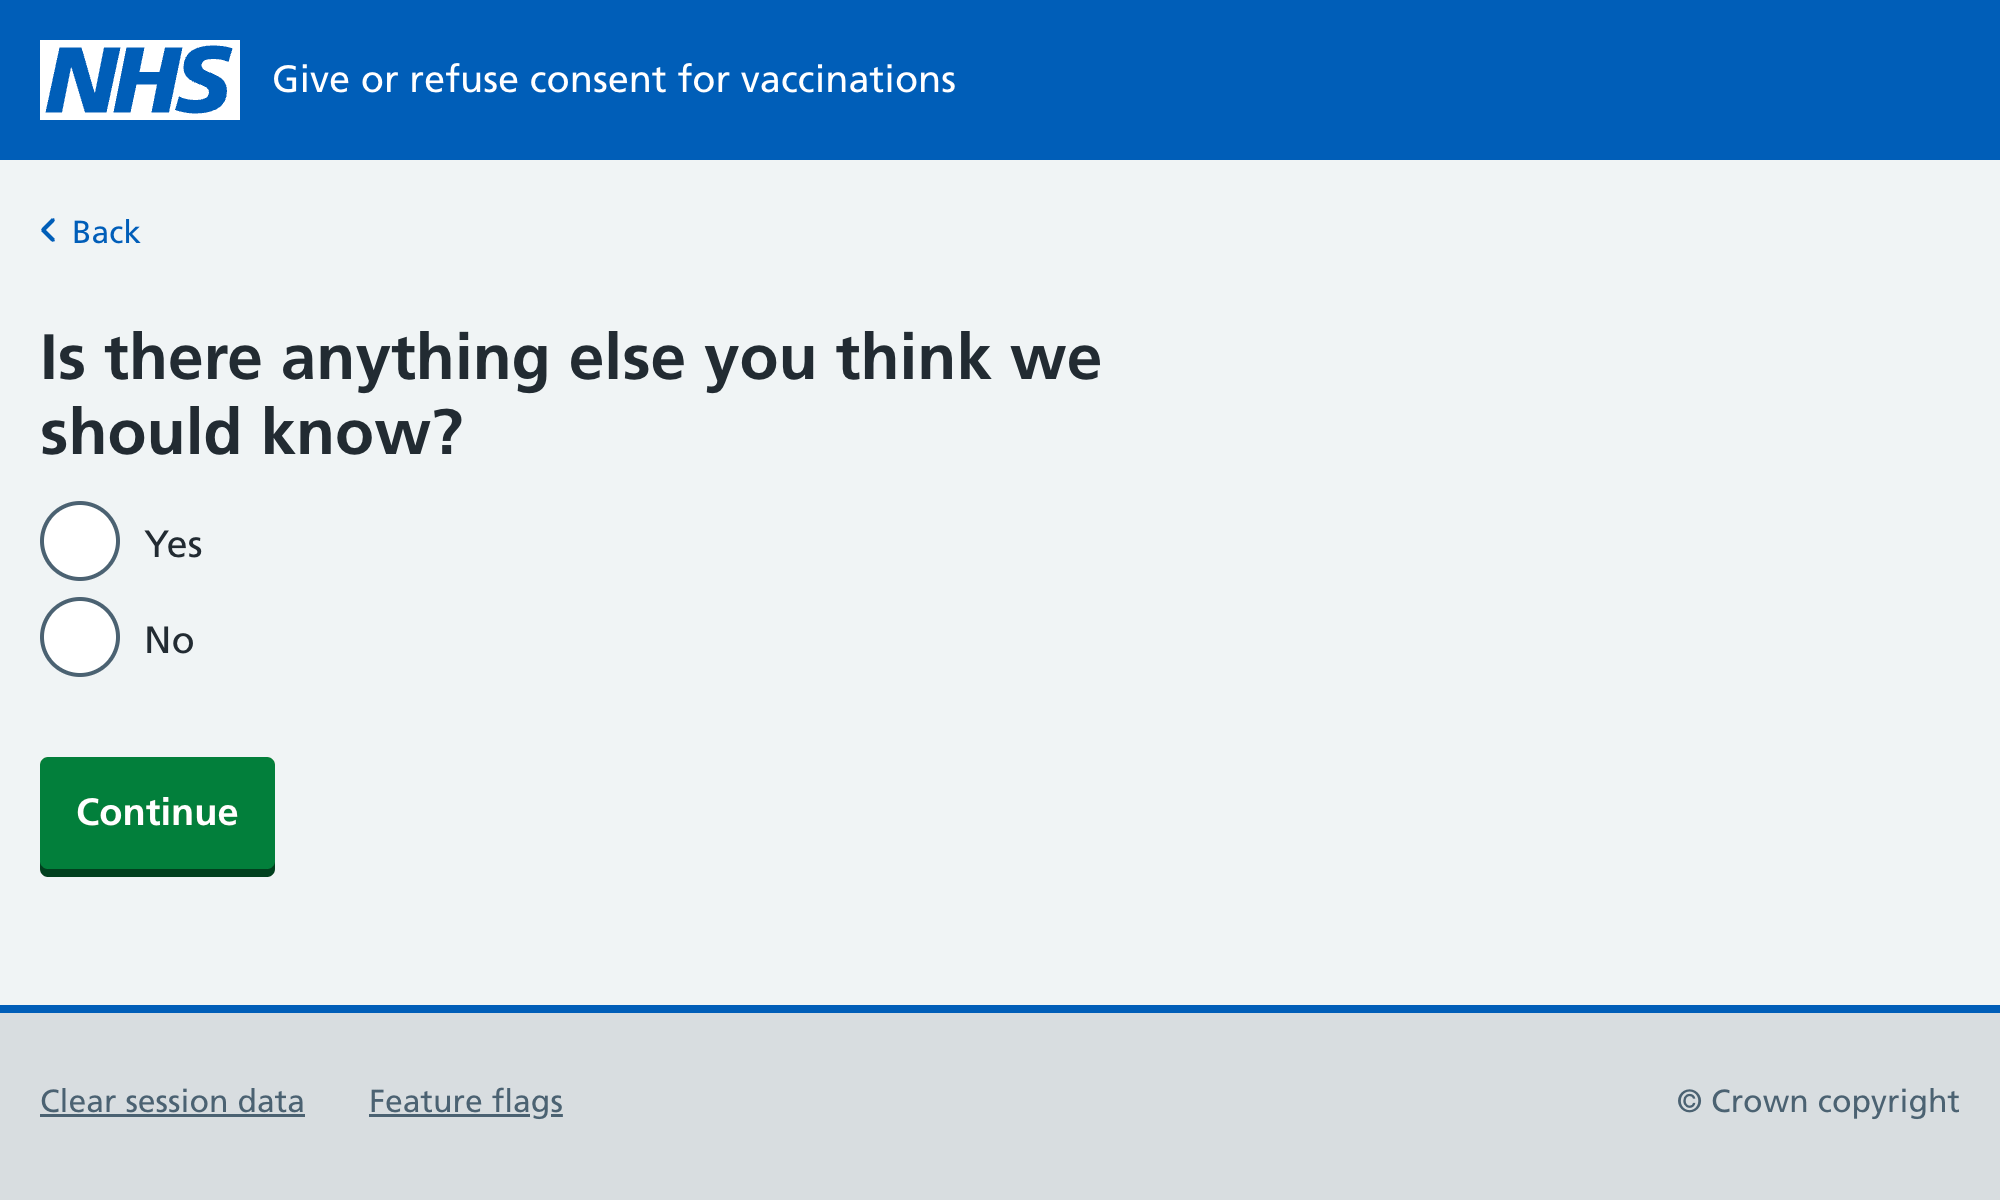 NHS
Give or refuse consent for vaccinations
Back
Is there anything else you think we
should know?
Yes
No
Continue
Clear session data
Feature flags
© Crown copyright